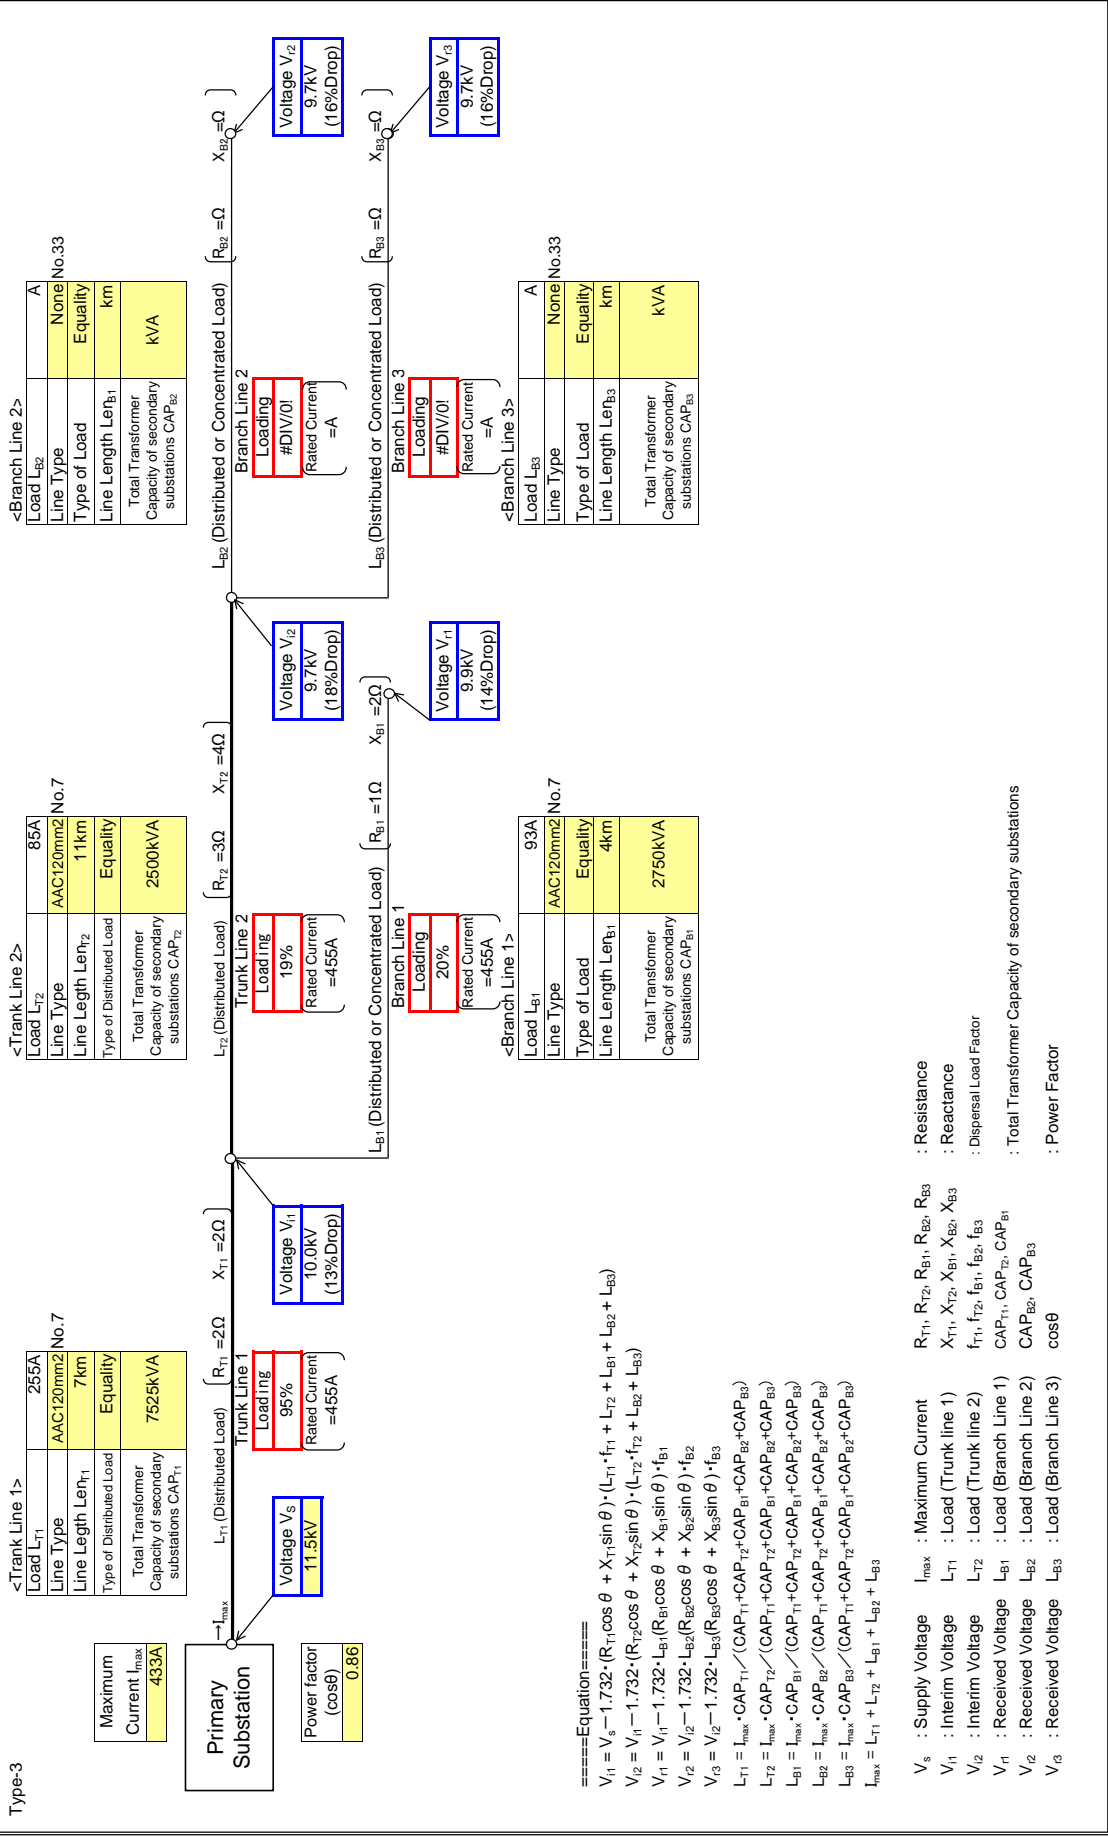 Type-3
Maximum
Current Imax
433A
Primary
Substation
→Imax
Power factor
(cosθ)
0.86
Voltage VS
11.5kV
<Trank Line 1>
Load LT1 255A
Line Type AAC120mm2 No.7
Line Length LenT1 7km
Type of Distributed Load Equality
Total Transformer
Capacity of secondary
substations CAPT1
7525kVA
LT1 (Distributed Load)
RT1 =2Ω XT1 =2Ω
Trunk Line 1
Loading
95%
Rated Current
=455A
Voltage Vi1
10.0kV
(13%Drop)
<Trank Line 2>
Load LT2 85A
Line Type AAC120mm2 No.7
Line Legth LenT2 11km
Type of Distributed Load Equality
Total Transformer
Capacity of secondary
substations CAPT2
2500kVA
LT2 (Distributed Load)
RT2 =3Ω XT2 =4Ω
Trunk Line 2
Loading
19%
Rated Current
=455A
Voltage Vi2
9.7kV
(18%Drop)
LB1 (Distributed or Concentrated Load)
RB1 =1Ω XB1 =2Ω
Branch Line 1
Loading
20%
Rated Current
=455A
Voltage Vr1
9.9kV
(14%Drop)
<Branch Line 1>
Load LB1 93A
Line Type AAC120mm2 No.7
Type of Load Equality
Line Length LenB1 4km
Total Transformer
Capacity of secondary
substations CAPB1
2750kVA
<Branch Line 2>
Load LB2 A
Line Type None No.33
Type of Load Equality
Line Length LenB1 km
Total Transformer
Capacity of secondary
substations CAPB2
kVA
LB2 (Distributed or Concentrated Load)
RB2 =Ω XB2 =Ω
Branch Line 2
Loading
#DIV/0!
Rated Current
=A
Voltage Vr2
9.7kV
(16%Drop)
LB3 (Distributed or Concentrated Load)
RB3 =Ω XB3 =Ω
Branch Line 3
Loading
#DIV/0!
Rated Current
=A
Voltage Vr3
9.7kV
(16%Drop)
<Branch Line 3>
Load LB3 A
Line Type None No.33
Type of Load Equality
Line Length LenB3 km
Total Transformer
Capacity of secondary
substations CAPB3
kVA
=====Equation=====
Vi1 = Vs−1.732･(RT1cos θ + XT1sin θ)･(LT1･fT1 + LT2 + LB1 + LB2 + LB3)
Vi2 = Vi1−1.732･(RT2cos θ + XT2sin θ)･(LT2･fT2 + LB2 + LB3)
Vr1 = Vi1−1.732･LB1(RB1cos θ + XB1sin θ)･fB1
Vr2 = Vi2−1.732･LB2(RB2cos θ + XB2sin θ)･fB2
Vr3 = Vi2−1.732･LB3(RB3cos θ + XB3sin θ)･fB3
LT1 = Imax･CAPT1／(CAPT1+CAPT2+CAPB1+CAPB2+CAPB3)
LT2 = Imax･CAPT2／(CAPT1+CAPT2+CAPB1+CAPB2+CAPB3)
LB1 = Imax･CAPB1／(CAPT1+CAPT2+CAPB1+CAPB2+CAPB3)
LB2 = Imax･CAPB2／(CAPT1+CAPT2+CAPB1+CAPB2+CAPB3)
LB3 = Imax･CAPB3／(CAPT1+CAPT2+CAPB1+CAPB2+CAPB3)
Imax = LT1 + LT2 + LB1 + LB2 + LB3
Vs : Supply Voltage Imax : Maximum Current RT1, RT2, RB1, RB2, RB3 : Resistance
Vi1 : Interim Voltage LT1 : Load (Trunk line 1) XT1, XT2, XB1, XB2, XB3 : Reactance
Vi2 : Interim Voltage LT2 : Load (Trunk line 2) fT1, fT2, fB1, fB2, fB3 : Dispersal Load Factor
Vr1 : Received Voltage LB1 : Load (Branch Line 1) CAPT1, CAPT2, CAPB1 : Total Transformer Capacity of secondary substations
Vr2 : Received Voltage LB2 : Load (Branch Line 2) CAPB2, CAPB3
Vr3 : Received Voltage LB3 : Load (Branch Line 3) cosθ : Power Factor